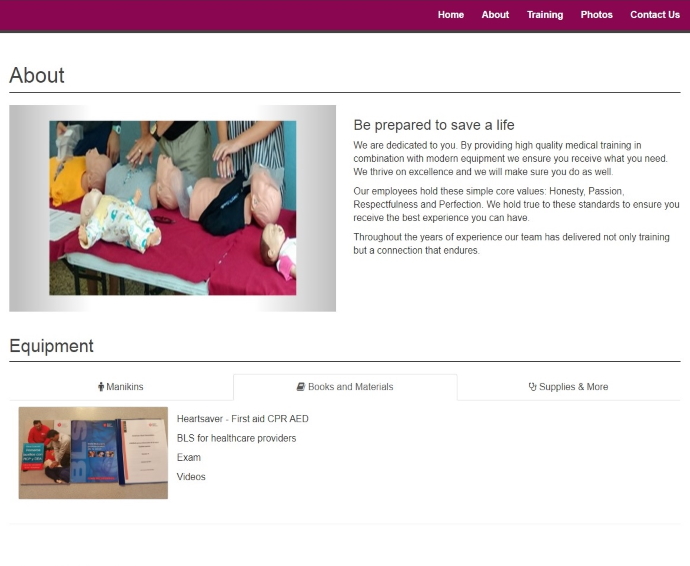 Home About Training Photos Contact Us
About
Be prepared to save a life
We are dedicated to you. By providing high quality medical training in
combination with modern equipment we ensure you receive what you need.
We thrive on excellence and we will make sure you do as well.
Our employees hold these simple core values: Honesty, Passion,
Respectfulness and Perfection. We hold true to these standards to ensure you
receive the best experience you can have.
Throughout the years of experience our team has delivered not only training
but a connection that endures.
Equipment
Manikins Books and Materials Supplies & More
Heartsaver - First aid CPR AED
BLS for healthcare providers
Exam
Videos